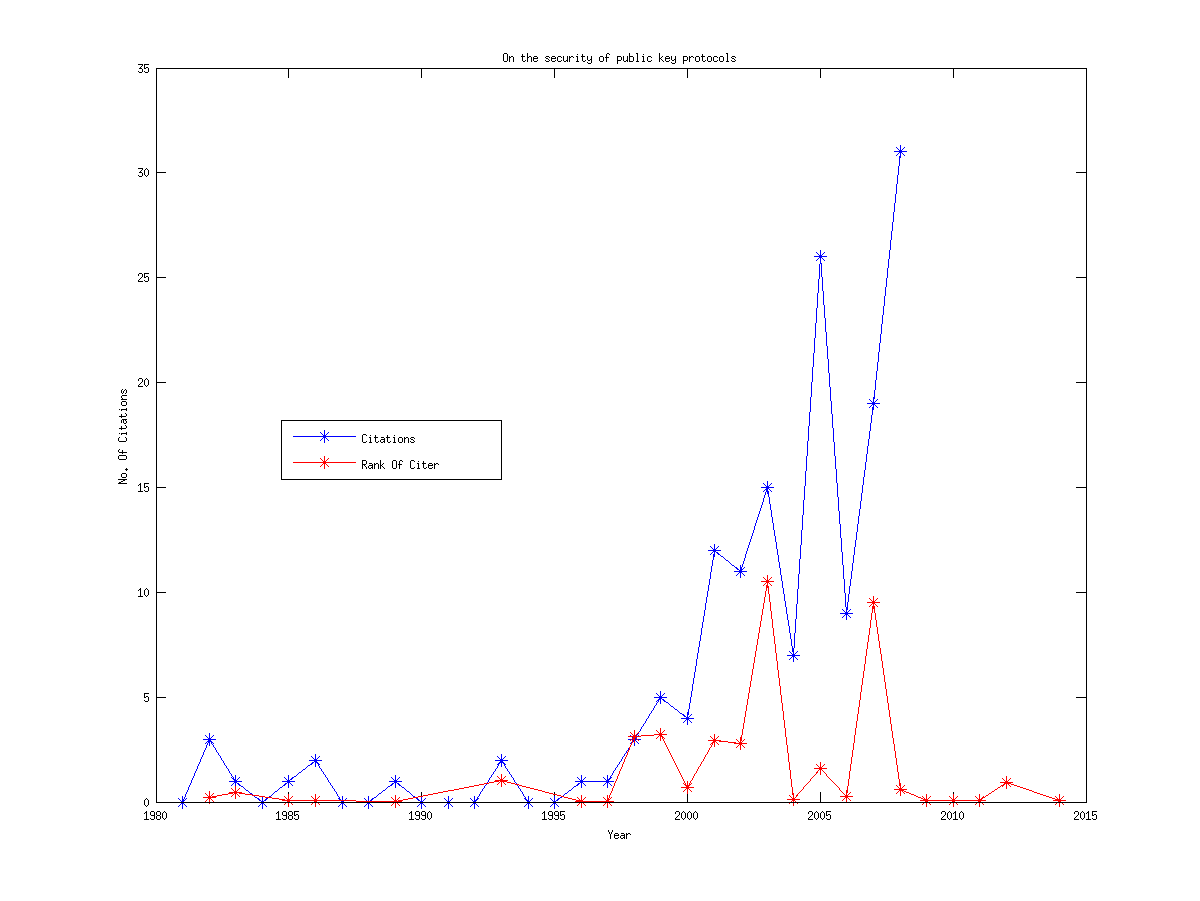 On the security of public key protocols
35
30
25
20
15
10
5
0
No. Of Citations
Citations
Rank Of Citer
1980 1985 1990 1995 2000 2005 2010 2015
Year